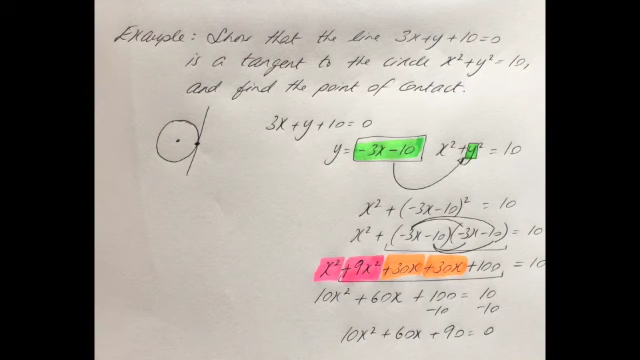 Example: Show that the line 3x+y+10=0
is a tangent to the circle x²+y²=10,
and find the point of contact.
3x+y+10=0
y=-3x-10 x²+y²=10
x²+(-3x-10)²=10
x²+(-3x-10)(-3x-10)=10
x²+9x²+30x+30x+100=10
10x²+60x+100=10
-10 -10
10x²+60x+90=0